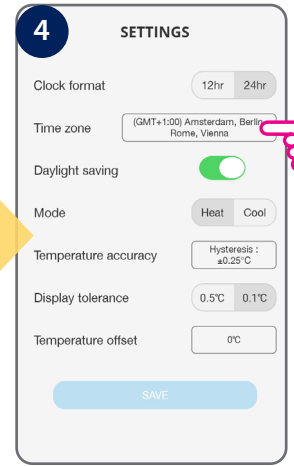 4
SETTINGS
Clock format 12hr 24hr
Time zone (GMT+1:00) Amsterdam, Berlin,
Rome, Vienna
Daylight saving
Mode Heat Cool
Temperature accuracy Hysteresis :
±0.25°C
Display tolerance 0.5℃ 0.1℃
Temperature offset 0℃
SAVE